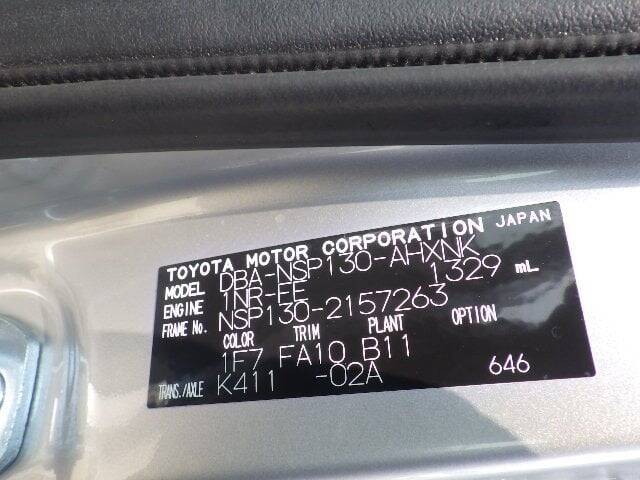 TOYOTA MOTOR CORPORATION JAPAN
MODEL DBA-NSP130-AHXNK
ENGINE 1NR-FE 1329 mL
FRAME No. NSP130-2157263
COLOR TRIM PLANT OPTION
1F7 FA10 B11
TRANS./AXLE K411 -02A 646